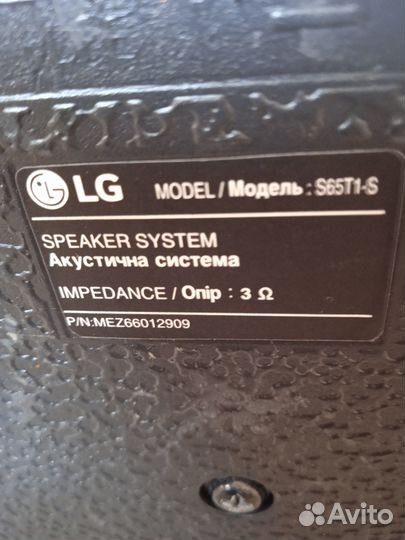 LG MODEL / Модель : S65T1-S
SPEAKER SYSTEM
Акустична система
IMPEDANCE / Опір : 3 Ω
P/N:MEZ66012909
Avito